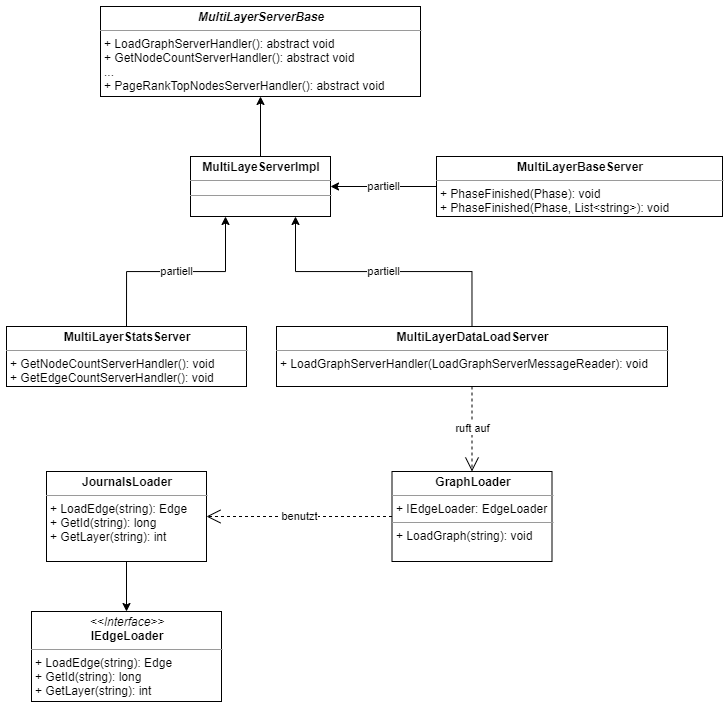 MultiLayerServerBase
+ LoadGraphServerHandler(): abstract void
+ GetNodeCountServerHandler(): abstract void
...
+ PageRankTopNodesServerHandler(): abstract void
MultiLayeServerImpl
partiell
MultiLayerBaseServer
+ PhaseFinished(Phase): void
+ PhaseFinished(Phase, List<string>): void
partiell
partiell
MultiLayerStatsServer
+ GetNodeCountServerHandler(): void
+ GetEdgeCountServerHandler(): void
MultiLayerDataLoadServer
+ LoadGraphServerHandler(LoadGraphServerMessageReader): void
ruft auf
JournalsLoader
+ LoadEdge(string): Edge
+ GetId(string): long
+ GetLayer(string): int
benutzt
GraphLoader
+ IEdgeLoader: EdgeLoader
+ LoadGraph(string): void
<<Interface>>
IEdgeLoader
+ LoadEdge(string): Edge
+ GetId(string): long
+ GetLayer(string): int